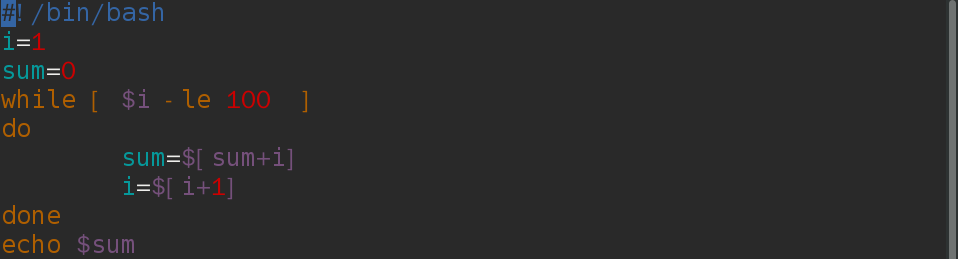 #!/bin/bash
i=1
sum=0
while [ $i -le 100 ]
do
        sum=$[sum+i]
        i=$[i+1]
done
echo $sum